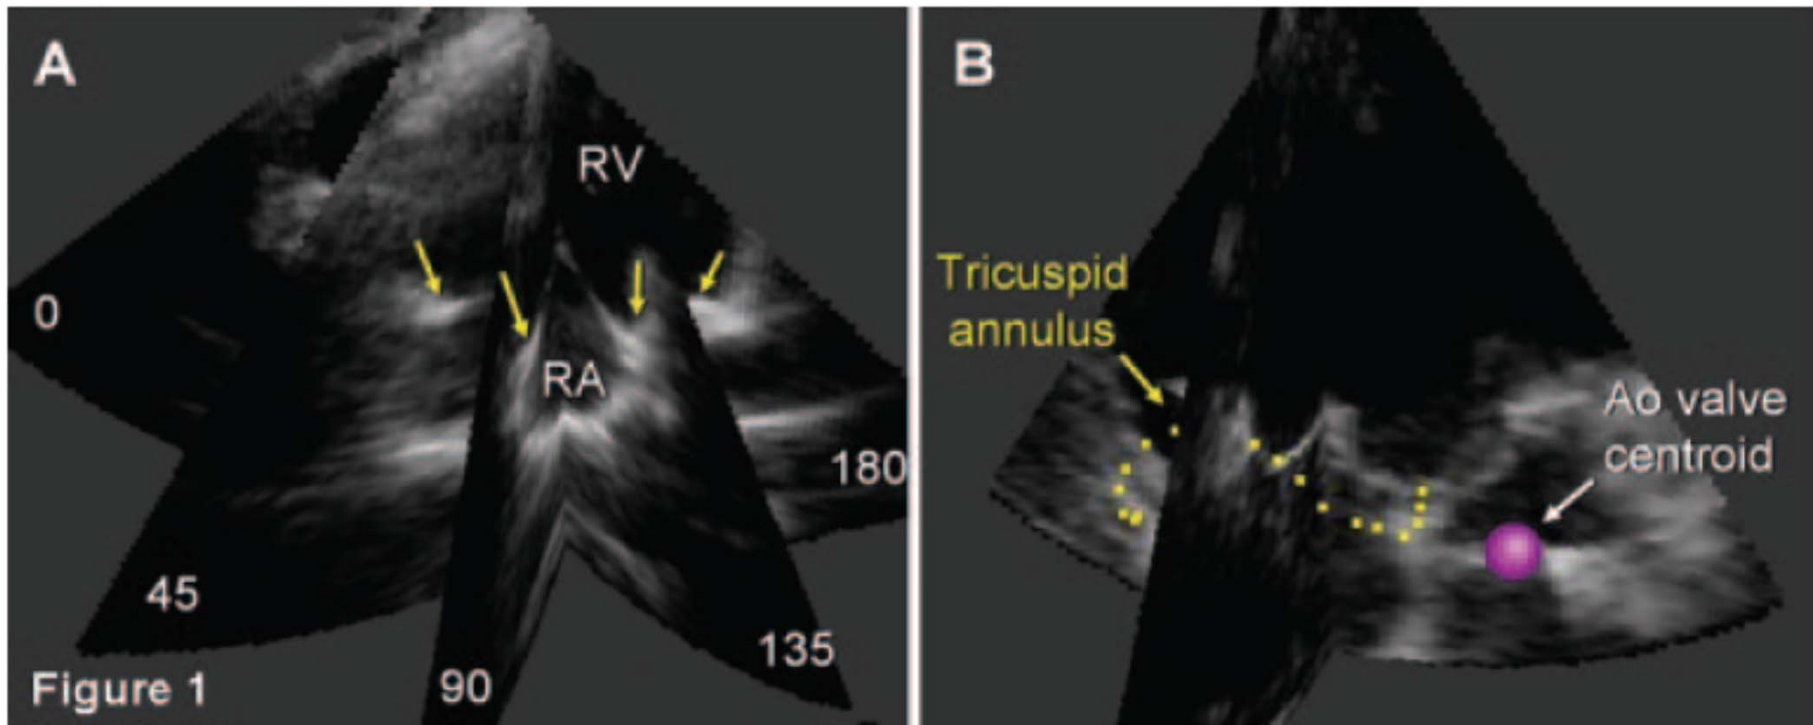 A
RV
0
RA
180
45
135
90
Figure 1
B
Tricuspid
annulus
Ao valve
centroid